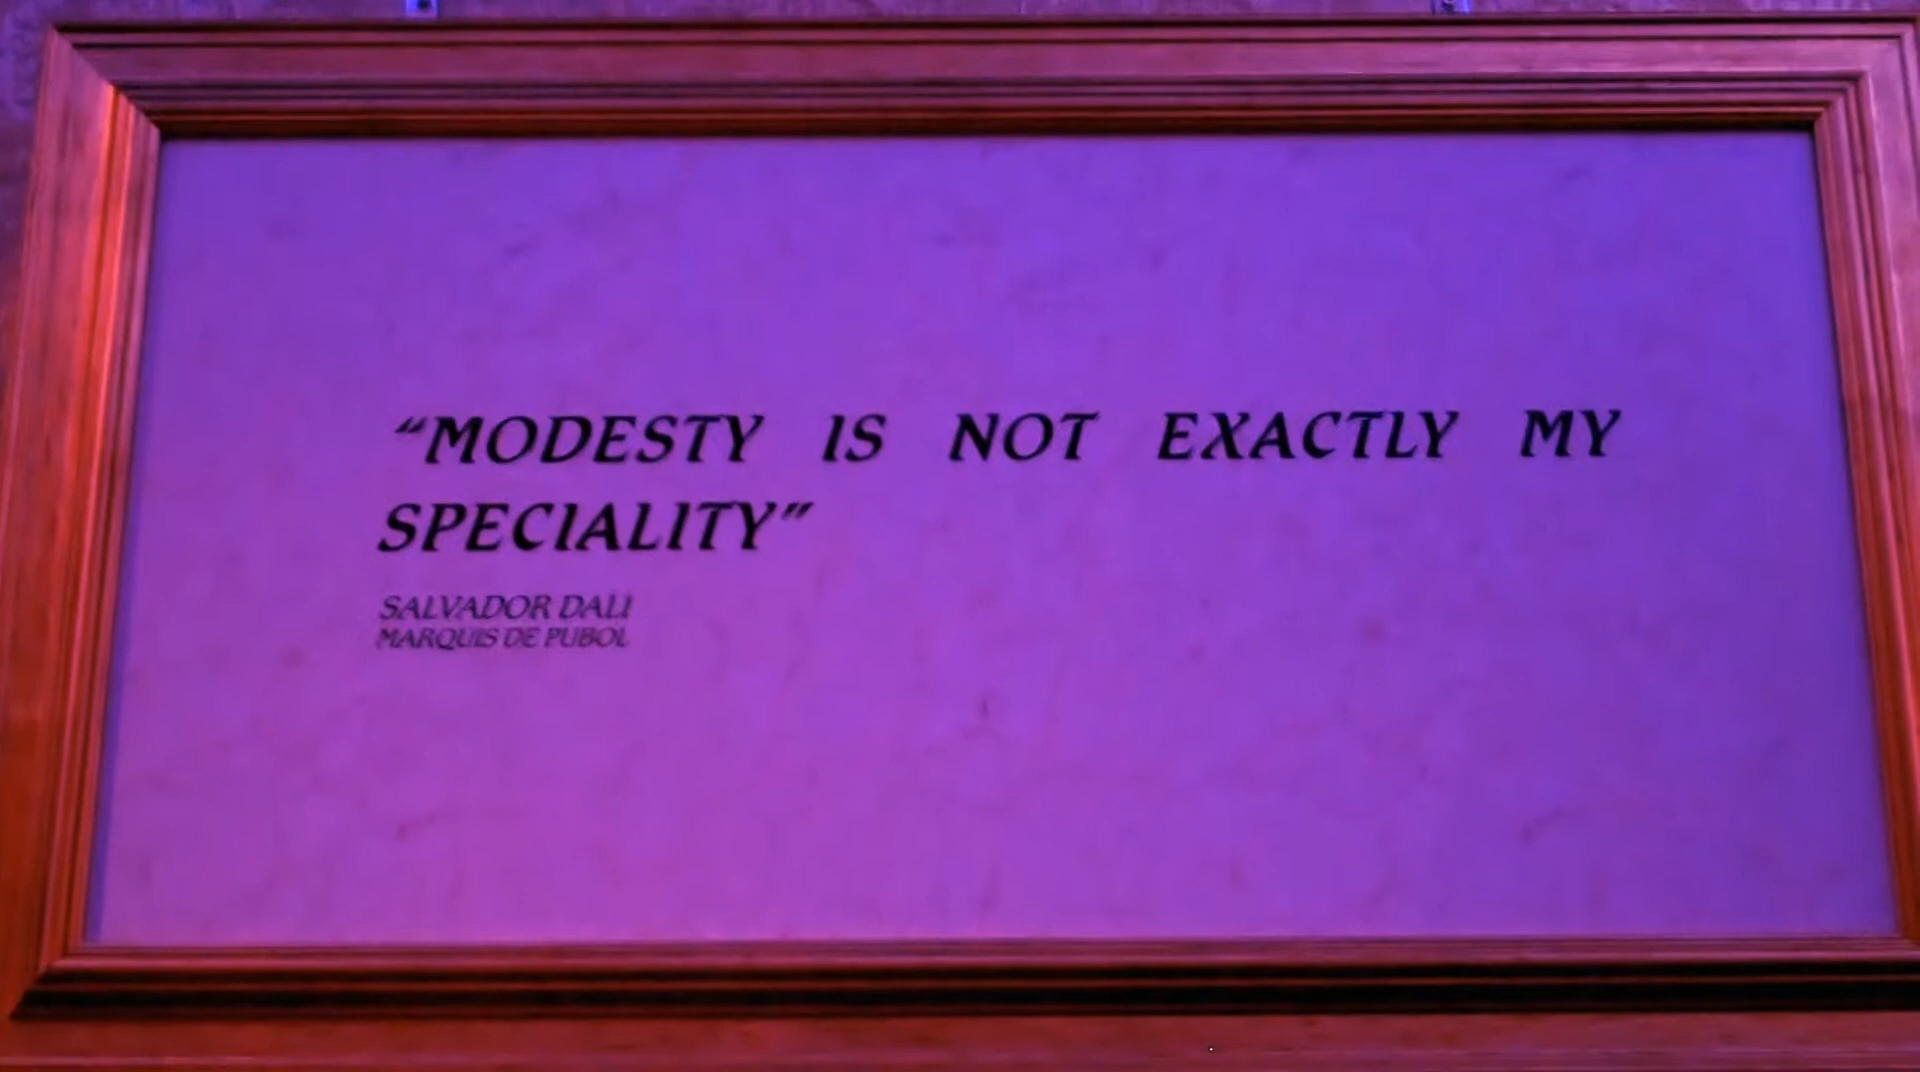 “MODESTY IS NOT EXACTLY MY
SPECIALITY”
SALVADOR DALI
MARQUIS DE PUBOL